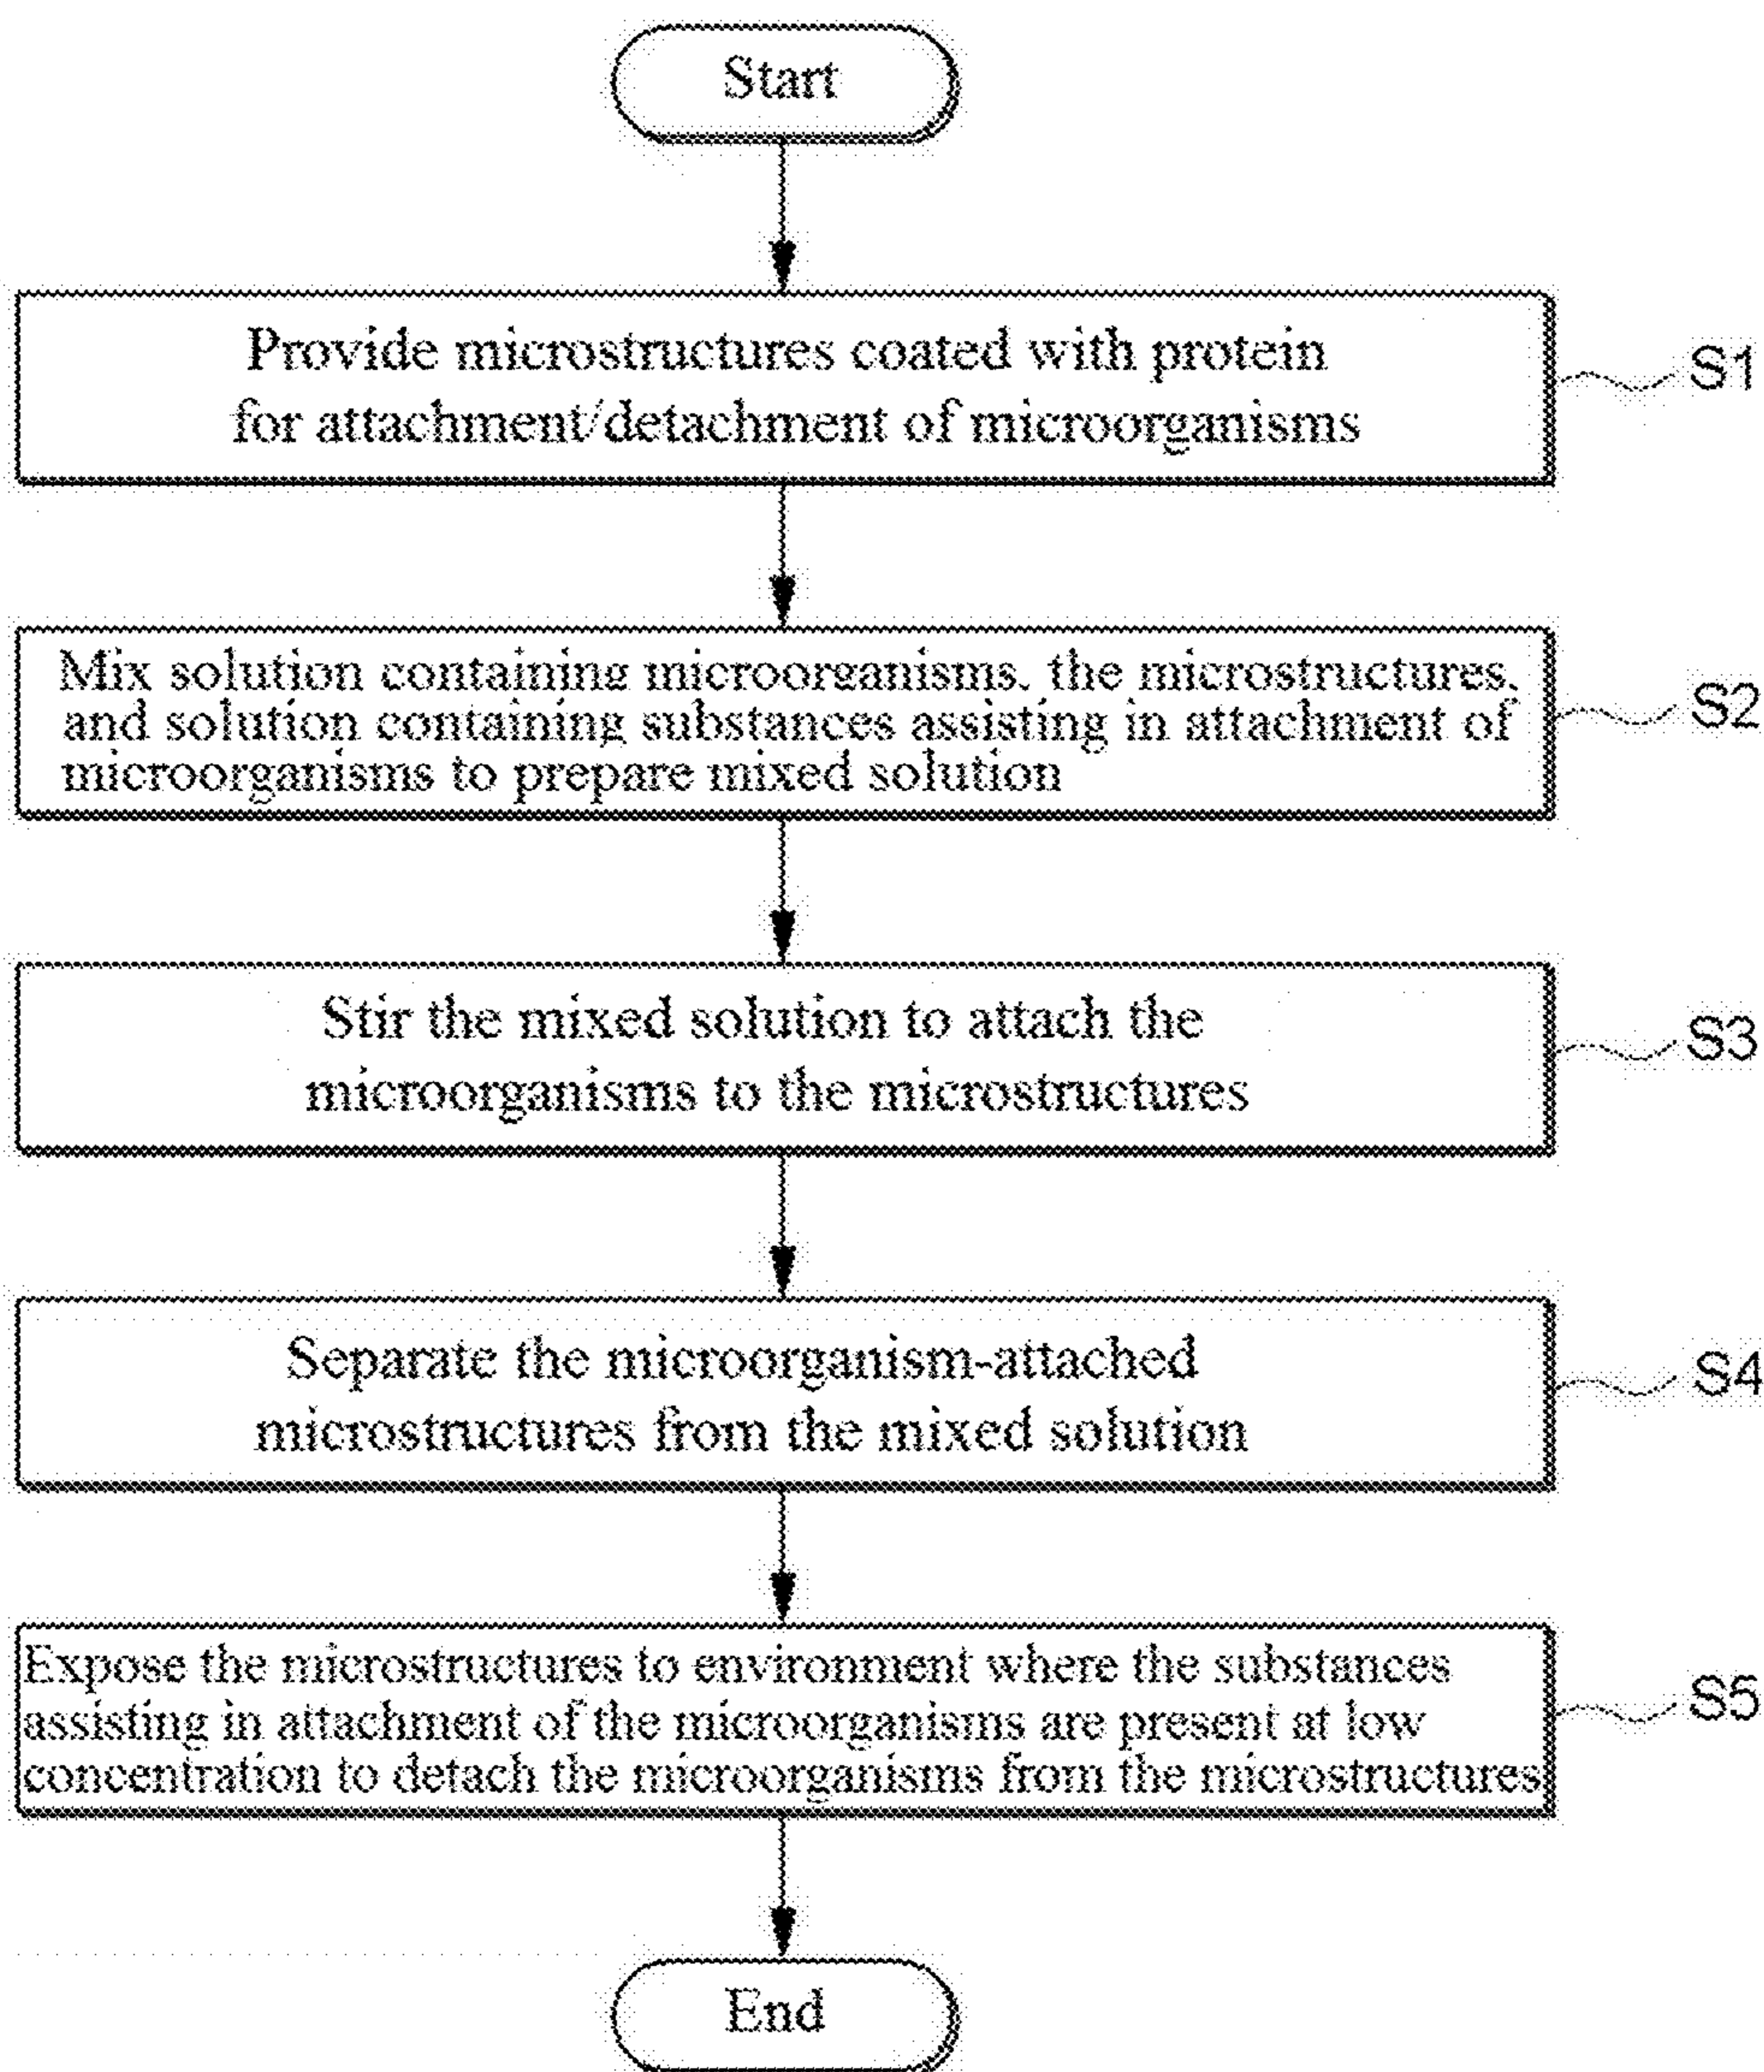 Start
Provide microstructures coated with protein
for attachment/detachment of microorganisms
S1
Mix solution containing microorganisms, the microstructures,
and solution containing substances assisting in attachment of
microorganisms to prepare mixed solution
S2
Stir the mixed solution to attach the
microorganisms to the microstructures
S3
Separate the microorganism-attached
microstructures from the mixed solution
S4
Expose the microstructures to environment where the substances
assisting in attachment of the microorganisms are present at low
concentration to detach the microorganisms from the microstructures
S5
End